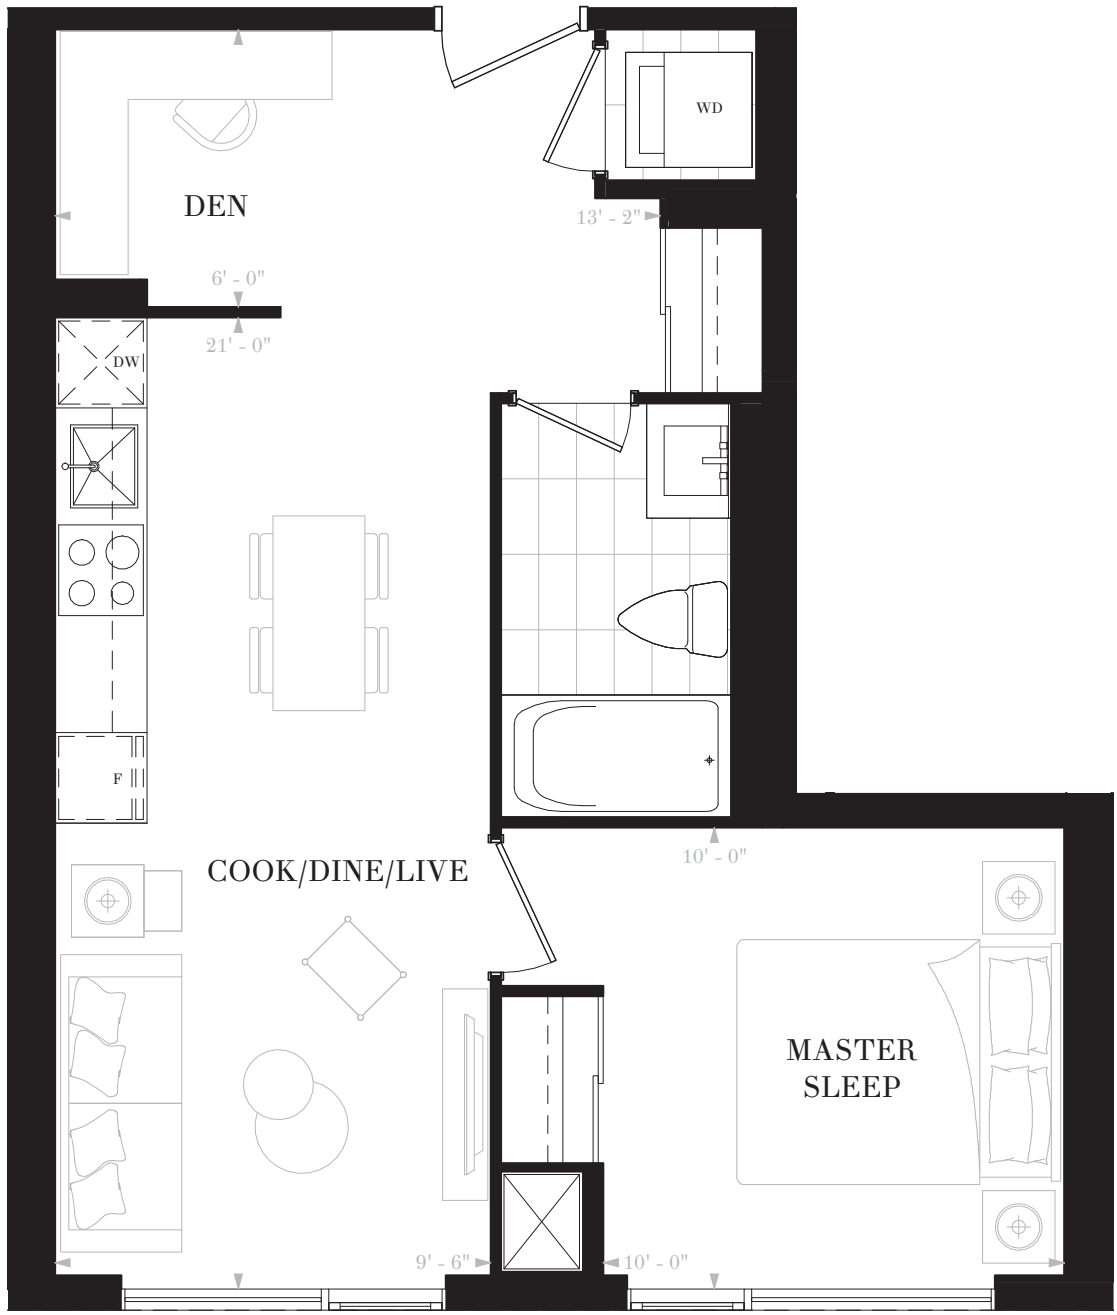 WD
DEN
13' - 2"
6' - 0"
21' - 0"
DW
F
COOK/DINE/LIVE
10' - 0"
MASTER
SLEEP
9' - 6"
10' - 0"